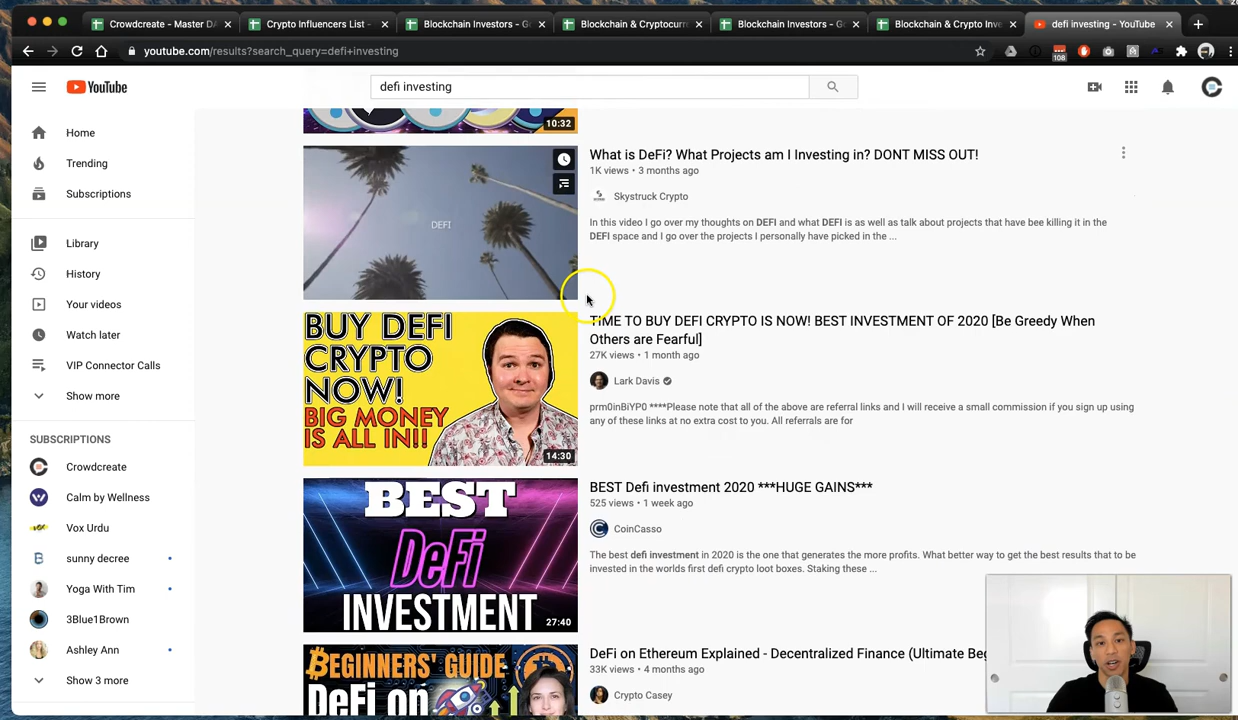 Crowdcreate - Master DA
Crypto Influencers List -
Blockchain Investors - Go
Blockchain & Cryptocurr
Blockchain Investors - Go
Blockchain & Crypto Inve
defi investing - YouTube
youtube.com/results?search_query=defi+investing
108
YouTube
defi investing
Home
Trending
Subscriptions
Library
History
Your videos
Watch later
VIP Connector Calls
Show more
SUBSCRIPTIONS
Crowdcreate
Calm by Wellness
Vox Urdu
sunny decree
Yoga With Tim
3Blue1Brown
Ashley Ann
Show 3 more
10:32
DEFI
What is DeFi? What Projects am I Investing in? DONT MISS OUT!
1K views • 3 months ago
Skystruck Crypto
In this video I go over my thoughts on DEFI and what DEFI is as well as talk about projects that have bee killing it in the
DEFI space and I go over the projects I personally have picked in the ...
BUY DEFI
CRYPTO
NOW!
BIG MONEY
IS ALL IN!!
14:30
TIME TO BUY DEFI CRYPTO IS NOW! BEST INVESTMENT OF 2020 [Be Greedy When
Others are Fearful]
27K views • 1 month ago
Lark Davis
prm0inBiYP0 ****Please note that all of the above are referral links and I will receive a small commission if you sign up using
any of these links at no extra cost to you. All referrals are for
BEST
DeFi
INVESTMENT
27:40
BEST Defi investment 2020 ***HUGE GAINS***
525 views • 1 week ago
CoinCasso
The best defi investment in 2020 is the one that generates the more profits. What better way to get the best results that to be
invested in the worlds first defi crypto loot boxes. Staking these ...
BEGINNERS' GUIDE
DeFi on
DeFi on Ethereum Explained - Decentralized Finance (Ultimate Beg
33K views • 4 months ago
Crypto Casey